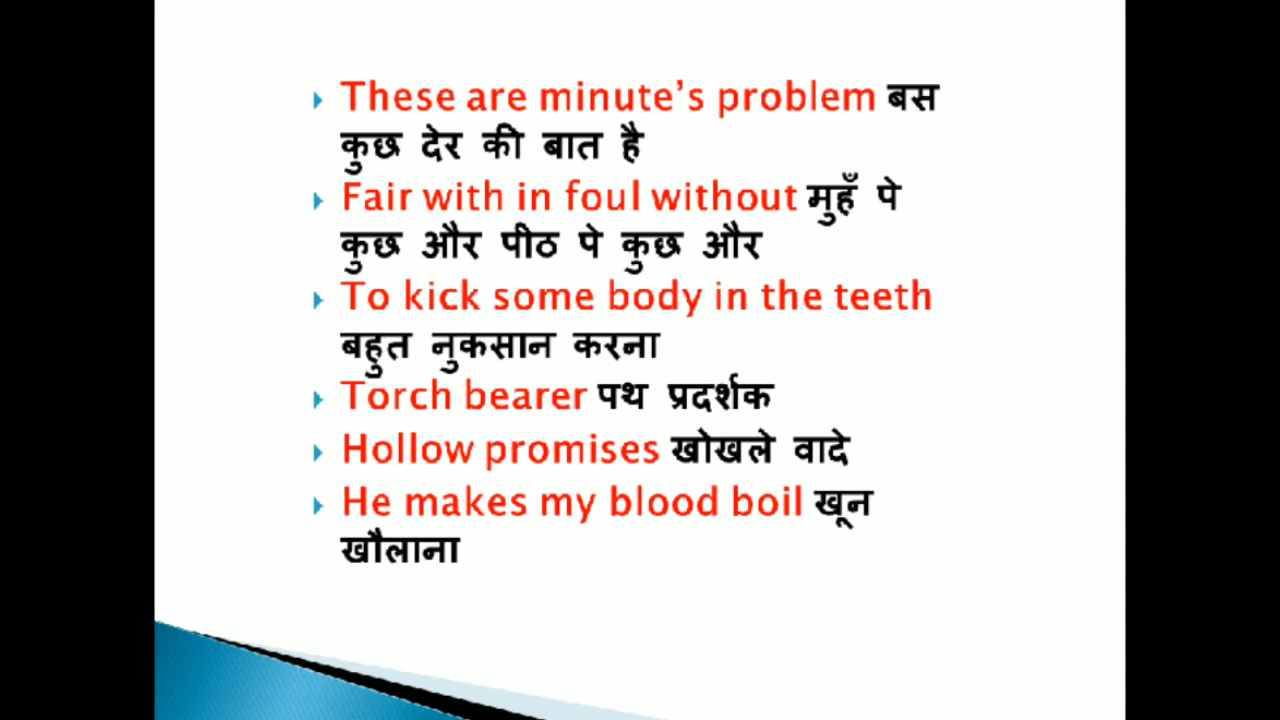 These are minute's problem बस
कुछ देर की बात है
Fair with in foul without मुहँ पे
कुछ और पीठ पे कुछ और
To kick some body in the teeth
बहुत नुकसान करना
Torch bearer पथ प्रदर्शक
Hollow promises खोखले वादे
He makes my blood boil खून
खौलाना